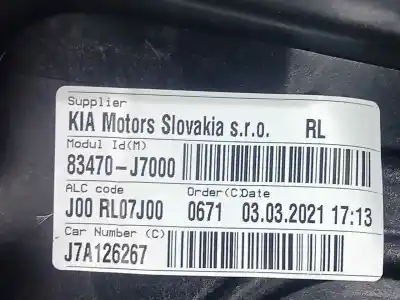 Supplier
KIA Motors Slovakia s.r.o. RL
Modul Id(M)
83470-J7000
ALC code Order(C)Date
J00 RL07J00 0671 03.03.2021 17:13
Car Number (C)
J7A126267